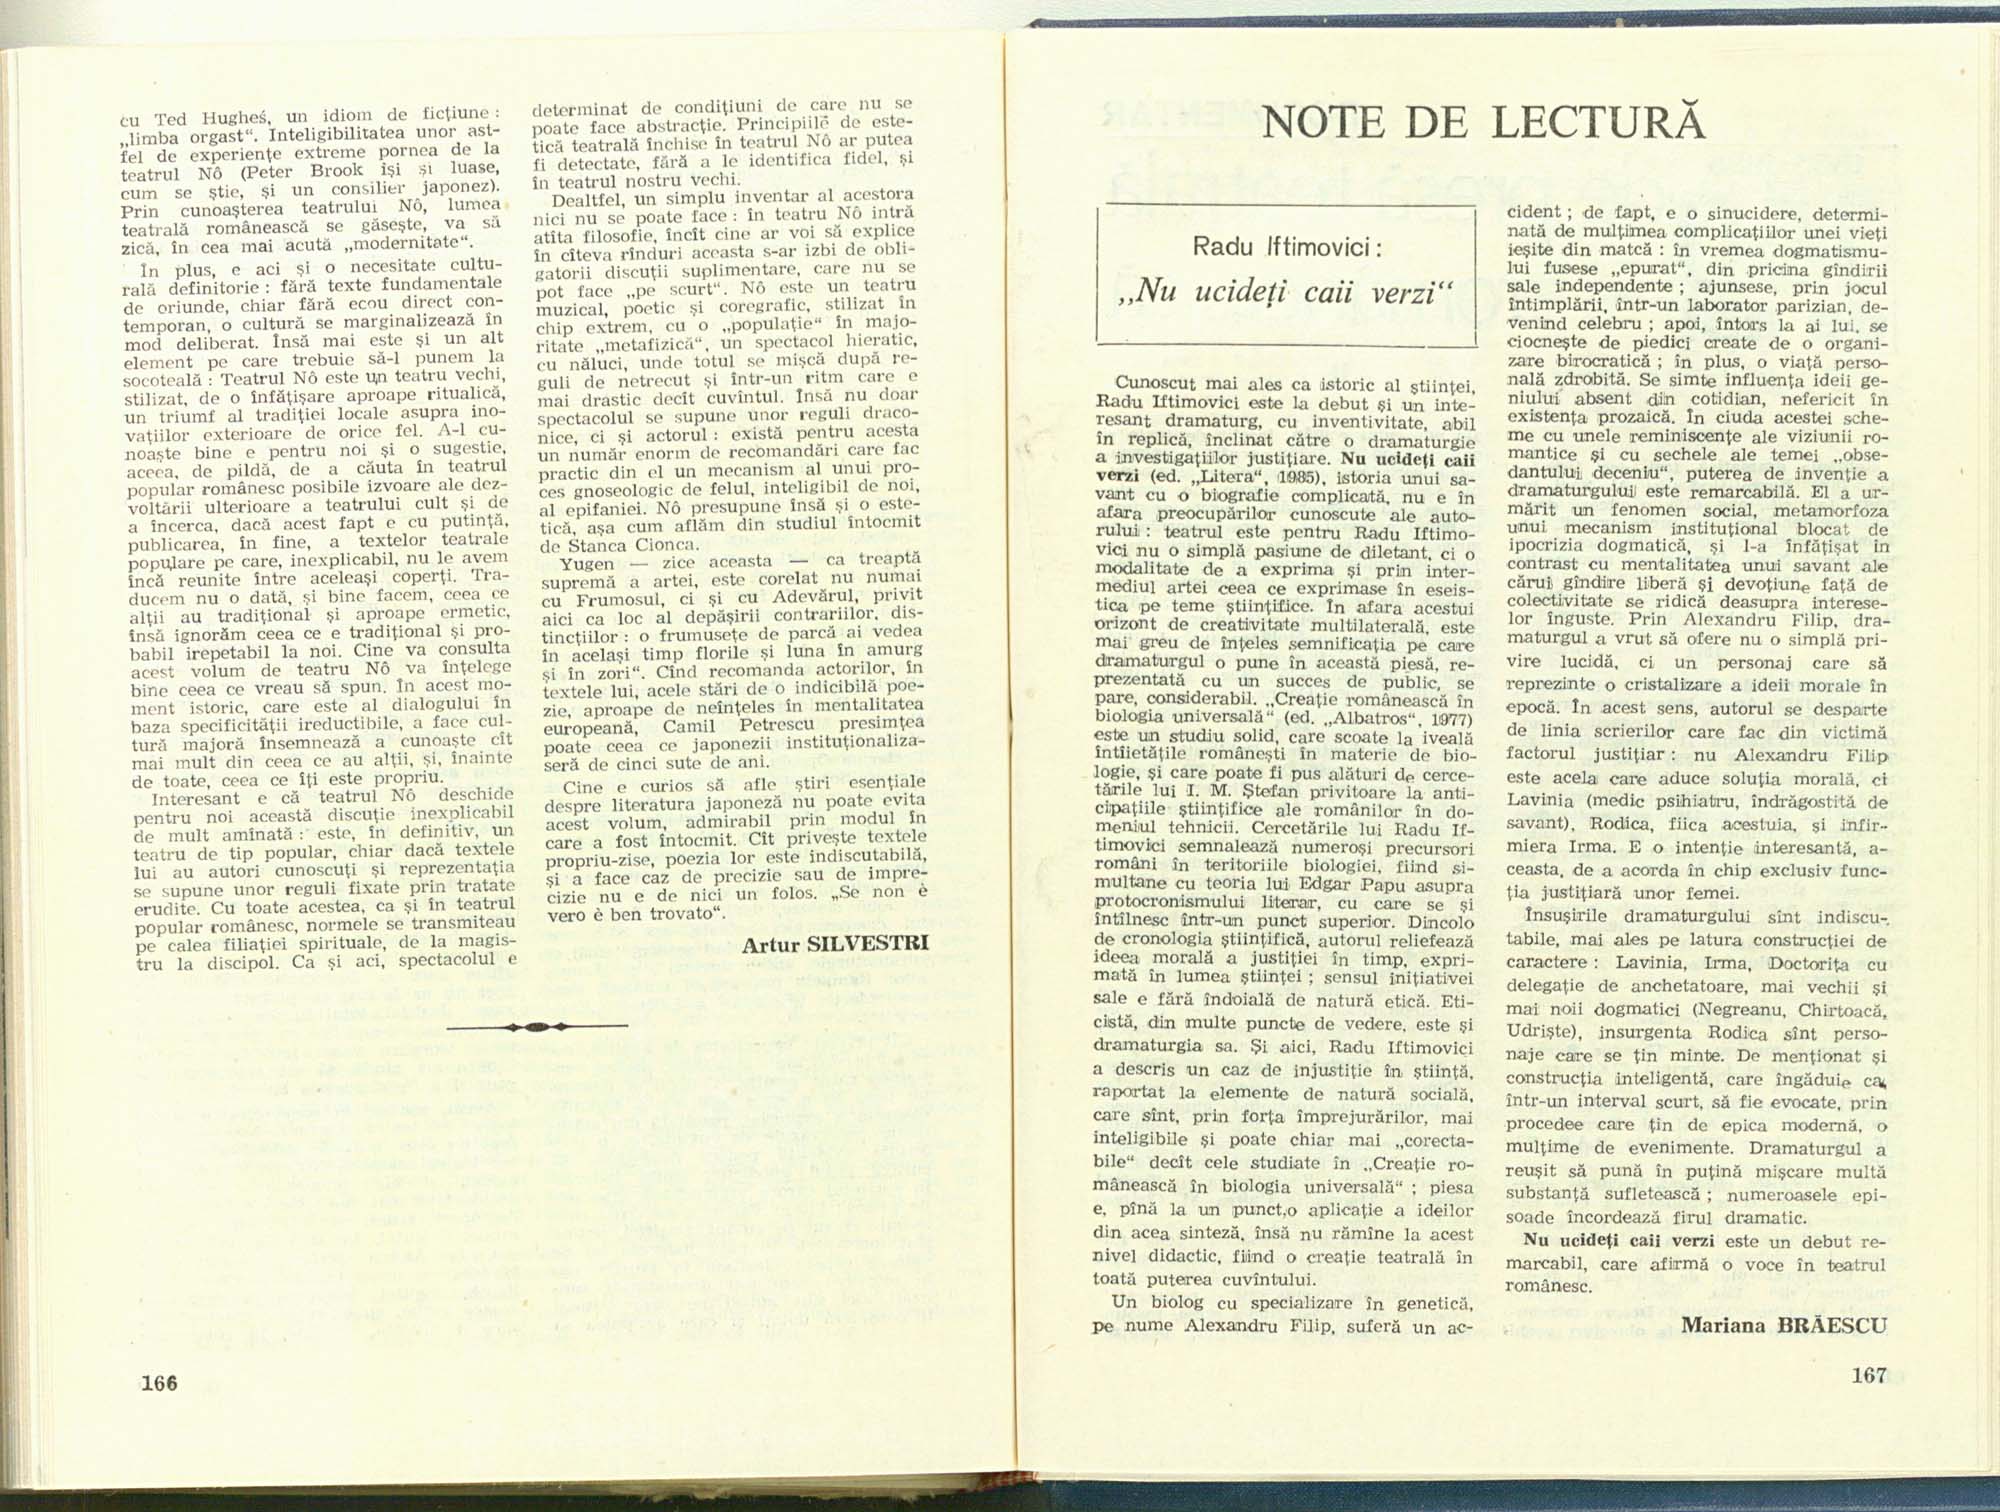 cu Ted Hugheś, un idiom de ficțiune :
„limba orgast“. Inteligibilitatea unor ast-
fel de experiențe extreme pornea de la
teatrul Nô (Peter Brook își și luase,
cum se știe, și un consilier japonez).
Prin cunoașterea teatrului Nô, lumea
teatrală românească se găsește, va să
zică, în cea mai acută „modernitate“.
În plus, e aci și o necesitate cultu-
rală definitorie : fără texte fundamentale
de oriunde, chiar fără ecou direct con-
temporan, o cultură se marginalizează în
mod deliberat. Însă mai este și un alt
element pe care trebuie să-l punem la
socoteală : Teatrul Nô este un teatru vechi,
stilizat, de o înfățișare aproape ritualică,
un triumf al tradiției locale asupra ino-
vațiilor exterioare de orice fel. A-l cu-
noaște bine e pentru noi și o sugestie,
aceea, de pildă, de a căuta în teatrul
popular românesc posibile izvoare ale dez-
voltării ulterioare a teatrului cult și de
a încerca, dacă acest fapt e cu putință,
publicarea, în fine, a textelor teatrale
populare pe care, inexplicabil, nu le avem
încă reunite între aceleași coperți. Tra-
ducem nu o dată, și bine facem, ceea ce
alții au tradițional și aproape ermetic,
însă ignorăm ceea ce e tradițional și pro-
babil irepetabil la noi. Cine va consulta
acest volum de teatru Nô va înțelege
bine ceea ce vreau să spun. În acest mo-
ment istoric, care este al dialogului în
baza specificității ireductibile, a face cul-
tură majoră însemnează a cunoaște cît
mai mult din ceea ce au alții, și, înainte
de toate, ceea ce îți este propriu.
Interesant e că teatrul Nô deschide
pentru noi această discuție inexplicabil
de mult amînată : este, în definitiv, un
teatru de tip popular, chiar dacă textele
lui au autori cunoscuți și reprezentația
se supune unor reguli fixate prin tratate
erudite. Cu toate acestea, ca și în teatrul
popular românesc, normele se transmiteau
pe calea filiației spirituale, de la magis-
tru la discipol. Ca și aci, spectacolul e
determinat de condițiuni de care nu se
poate face abstracție. Principiile de este-
tică teatrală închise în teatrul Nô ar putea
fi detectate, fără a le identifica fidel, și
în teatrul nostru vechi.
Dealtfel, un simplu inventar al acestora
nici nu se poate face : în teatru Nô intră
atîta filosofie, încît cine ar voi să explice
în cîteva rînduri aceasta s-ar izbi de obli-
gatorii discuții suplimentare, care nu se
pot face „pe scurt“. Nô este un teatru
muzical, poetic și coregrafic, stilizat în
chip extrem, cu o „populație“ în majo-
ritate „metafizică“, un spectacol hieratic,
cu năluci, unde totul se mișcă după re-
guli de netrecut și într-un ritm care e
mai drastic decît cuvîntul. Însă nu doar
spectacolul se supune unor reguli draco-
nice, ci și actorul : există pentru acesta
un număr enorm de recomandări care fac
practic din el un mecanism al unui pro-
ces gnoseologic de felul, inteligibil de noi,
al epifaniei. Nô presupune însă și o este-
tică, așa cum aflăm din studiul întocmit
de Stanca Cionca.
Yugen — zice aceasta — ca treaptă
supremă a artei, este corelat nu numai
cu Frumosul, ci și cu Adevărul, privit
aici ca loc al depășirii contrariilor, dis-
tincțiilor : o frumusețe de parcă ai vedea
în același timp florile și luna în amurg
și în zori“. Cînd recomanda actorilor, în
textele lui, acele stări de o indicibilă poe-
zie, aproape de neînțeles în mentalitatea
europeană, Camil Petrescu presimțea
poate ceea ce japonezii instituționaliza-
seră de cinci sute de ani.
Cine e curios să afle știri esențiale
despre literatura japoneză nu poate evita
acest volum, admirabil prin modul în
care a fost întocmit. Cît privește textele
propriu-zise, poezia lor este indiscutabilă,
și a face caz de precizie sau de impre-
cizie nu e de nici un folos. „Se non è
vero è ben trovato“.
Artur SILVESTRI
166
NOTE DE LECTURĂ
Radu Iftimovici :
„Nu ucideți caii verzi“
Cunoscut mai ales ca istoric al științei,
Radu Iftimovici este la debut și un inte-
resant dramaturg, cu inventivitate, abil
în replică, înclinat către o dramaturgie
a investigațiilor justițiare. Nu ucideți caii
verzi (ed. „Litera“, 1985), istoria unui sa-
vant cu o biografie complicată, nu e în
afara preocupărilor cunoscute ale auto-
rului : teatrul este pentru Radu Iftimo-
vici nu o simplă pasiune de diletant, ci o
modalitate de a exprima și prin inter-
mediul artei ceea ce exprimase în eseis-
tica pe teme științifice. În afara acestui
orizont de creativitate multilaterală, este
mai greu de înțeles semnificația pe care
dramaturgul o pune în această piesă, re-
prezentată cu un succes de public, se
pare, considerabil. „Creație românească în
biologia universală“ (ed. „Albatros“, 1977)
este un studiu solid, care scoate la iveală
întîietățile românești în materie de bio-
logie, și care poate fi pus alături de cerce-
tările lui I. M. Ștefan privitoare la anti-
cipațiile științifice ale românilor în do-
meniul tehnicii. Cercetările lui Radu If-
timovici semnalează numeroși precursori
români în teritoriile biologiei, fiind si-
multane cu teoria lui Edgar Papu asupra
protocronismului literar, cu care se și
întîlnesc într-un punct superior. Dincolo
de cronologia științifică, autorul reliefează
ideea morală a justiției în timp, expri-
mată în lumea științei ; sensul inițiativei
sale e fără îndoială de natură etică. Eti-
cistă, din multe puncte de vedere, este și
dramaturgia sa. Și aici, Radu Iftimovici
a descris un caz de injustiție în știință,
raportat la elemente de natură socială,
care sînt, prin forța împrejurărilor, mai
inteligibile și poate chiar mai „corecta-
bile“ decît cele studiate în „Creație ro-
mânească în biologia universală“ ; piesa
e, pînă la un punct,o aplicație a ideilor
din acea sinteză, însă nu rămîne la acest
nivel didactic, fiind o creație teatrală în
toată puterea cuvîntului.
Un biolog cu specializare în genetică,
pe nume Alexandru Filip, suferă un ac-
cident ; de fapt, e o sinucidere, determi-
nată de mulțimea complicațiilor unei vieți
ieșite din matcă : în vremea dogmatismu-
lui fusese „epurat“, din pricina gîndirii
sale independente ; ajunsese, prin jocul
întîmplării, într-un laborator parizian, de-
venind celebru ; apoi, întors la ai lui, se
ciocnește de piedici create de o organi-
zare birocratică ; în plus, o viață perso-
nală zdrobită. Se simte influența ideii ge-
niului absent din cotidian, nefericit în
existența prozaică. În ciuda acestei sche-
me cu unele reminiscențe ale viziunii ro-
mantice și cu sechele ale temei „obse-
dantului deceniu“, puterea de invenție a
dramaturgului este remarcabilă. El a ur-
mărit un fenomen social, metamorfoza
unui mecanism instituțional blocat de
ipocrizia dogmatică, și l-a înfățișat în
contrast cu mentalitatea unui savant ale
cărui gîndire liberă și devoțiune față de
colectivitate se ridică deasupra interese-
lor înguste. Prin Alexandru Filip, dra-
maturgul a vrut să ofere nu o simplă pri-
vire lucidă, ci un personaj care să
reprezinte o cristalizare a ideii morale în
epocă. În acest sens, autorul se desparte
de linia scrierilor care fac din victimă
factorul justițiar : nu Alexandru Filip
este acela care aduce soluția morală, ci
Lavinia (medic psihiatru, îndrăgostită de
savant), Rodica, fiica acestuia, și infir-
miera Irma. E o intenție interesantă, a-
ceasta, de a acorda în chip exclusiv func-
ția justițiară unor femei.
Însușirile dramaturgului sînt indiscu-
tabile, mai ales pe latura construcției de
caractere : Lavinia, Irma, Doctorița cu
delegație de anchetatoare, mai vechii și
mai noii dogmatici (Negreanu, Chirtoacă,
Udriște), insurgenta Rodica sînt perso-
naje care se țin minte. De menționat și
construcția inteligentă, care îngăduie ca,
într-un interval scurt, să fie evocate, prin
procedee care țin de epica modernă, o
mulțime de evenimente. Dramaturgul a
reușit să pună în puțină mișcare multă
substanță sufletească ; numeroasele epi-
soade încordează firul dramatic.
Nu ucideți caii verzi este un debut re-
marcabil, care afirmă o voce în teatrul
românesc.
Mariana BRĂESCU
167